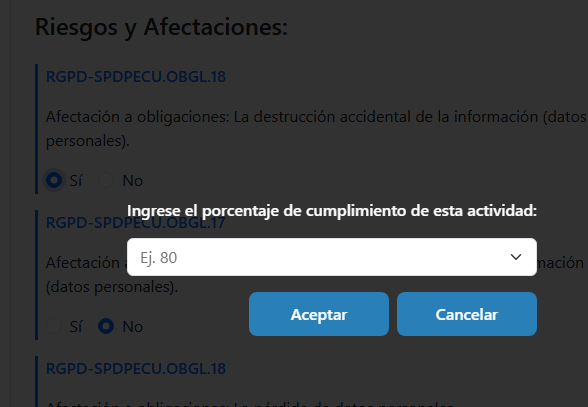 Riesgos y Afectaciones:
RGPD-SPDPECU.OBGL.18
Afectación a obligaciones: La destrucción accidental de la información (datos
personales).
Sí No
Ingrese el porcentaje de cumplimiento de esta actividad:
RGPD-SPDPECU.OBGL.17
Ej. 80
Afectación
(datos personales).
Aceptar Cancelar
Sí No
RGPD-SPDPECU.OBGL.18
Afectación a obligaciones: La pérdida de datos personales